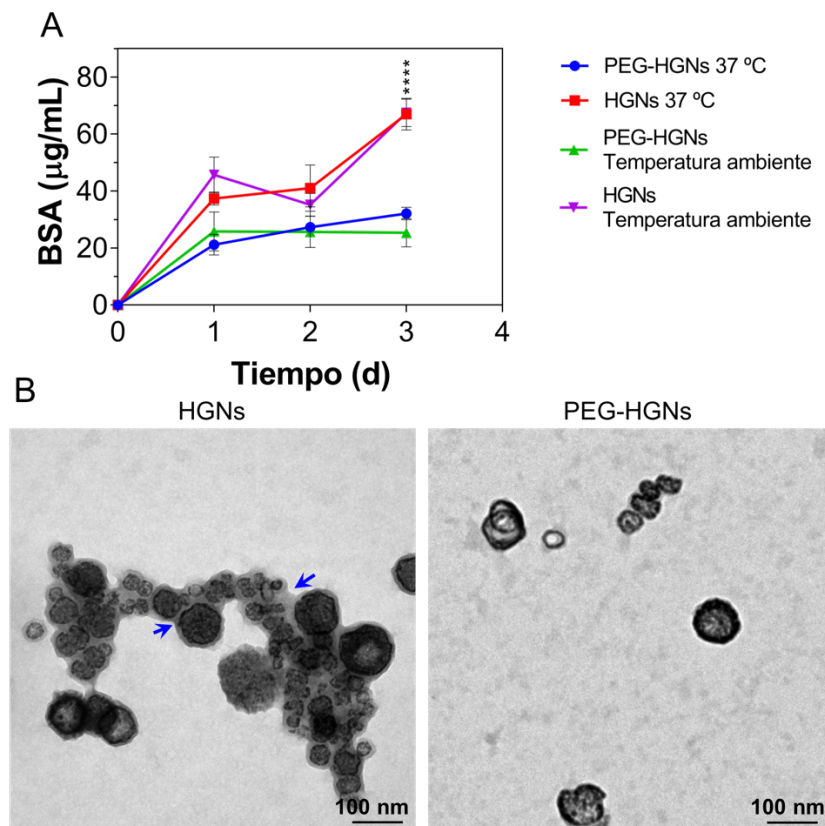 A
BSA (µg/mL)
80
60
40
20
0
0
1
2
3
4
Tiempo (d)
****
PEG-HGNs 37 ºC
HGNs 37 ºC
PEG-HGNs
Temperatura ambiente
HGNs
Temperatura ambiente
B
HGNs
PEG-HGNs
100 nm
100 nm